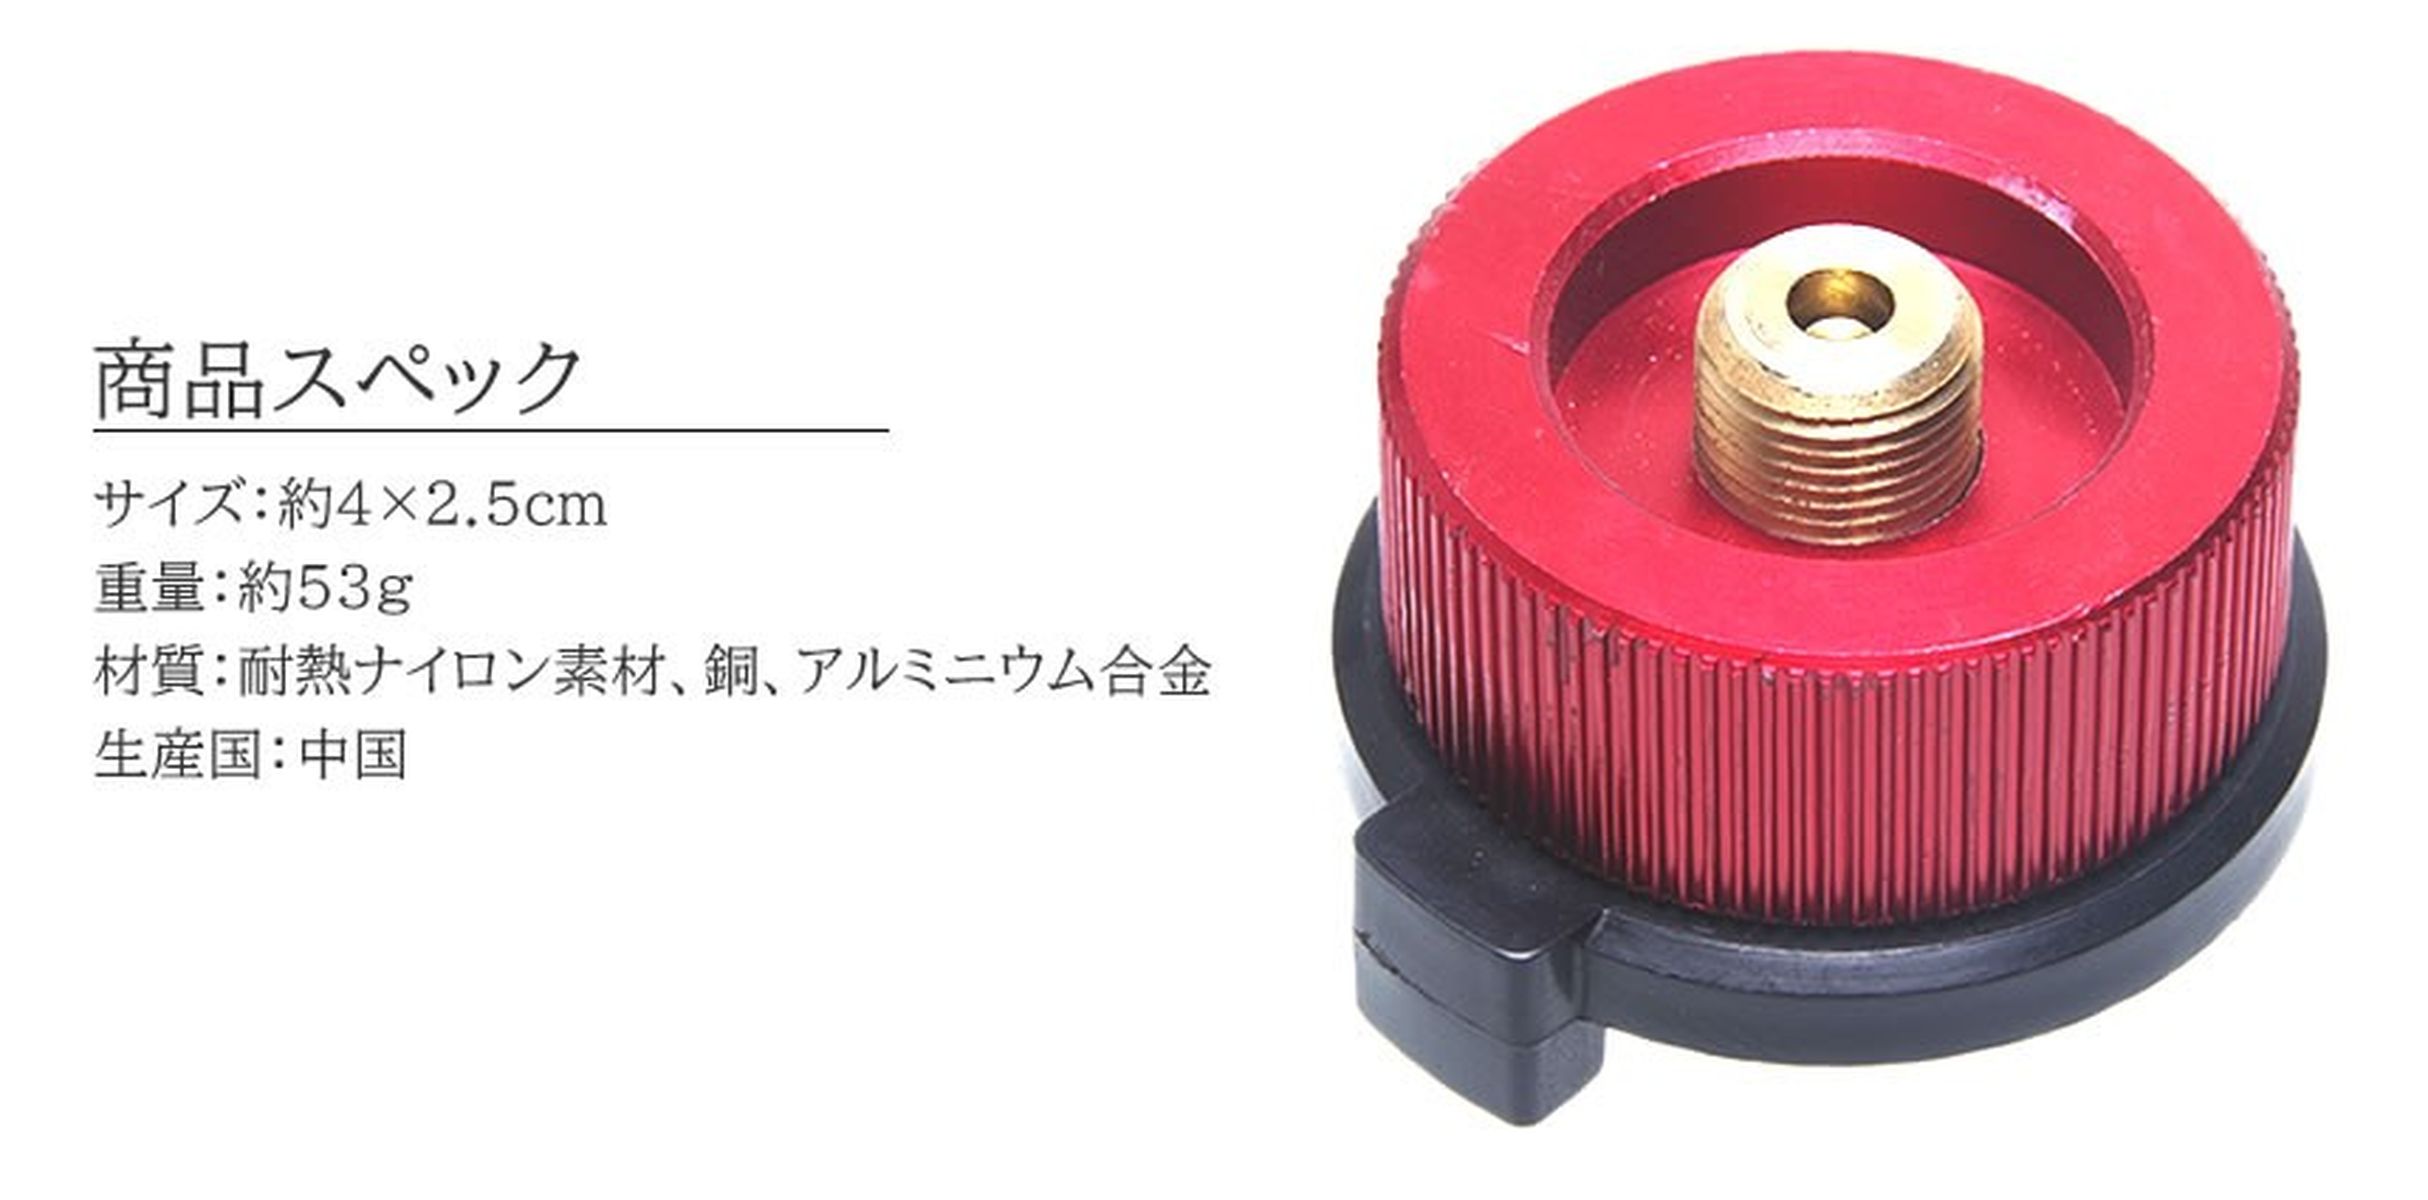 商品スペック
サイズ：約4×2.5cm
重量：約53g
材質：耐熱ナイロン素材、銅、アルミニウム合金
生産国：中国